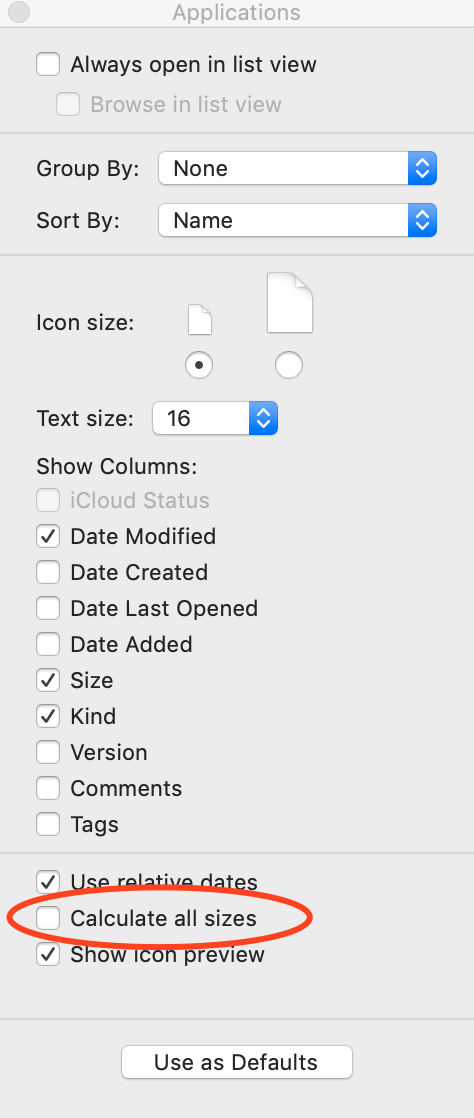 Applications
Always open in list view
Browse in list view
Group By: None
Sort By: Name
Icon size:
Text size: 16
Show Columns:
iCloud Status
Date Modified
Date Created
Date Last Opened
Date Added
Size
Kind
Version
Comments
Tags
Use relative dates
Calculate all sizes
Show icon preview
Use as Defaults